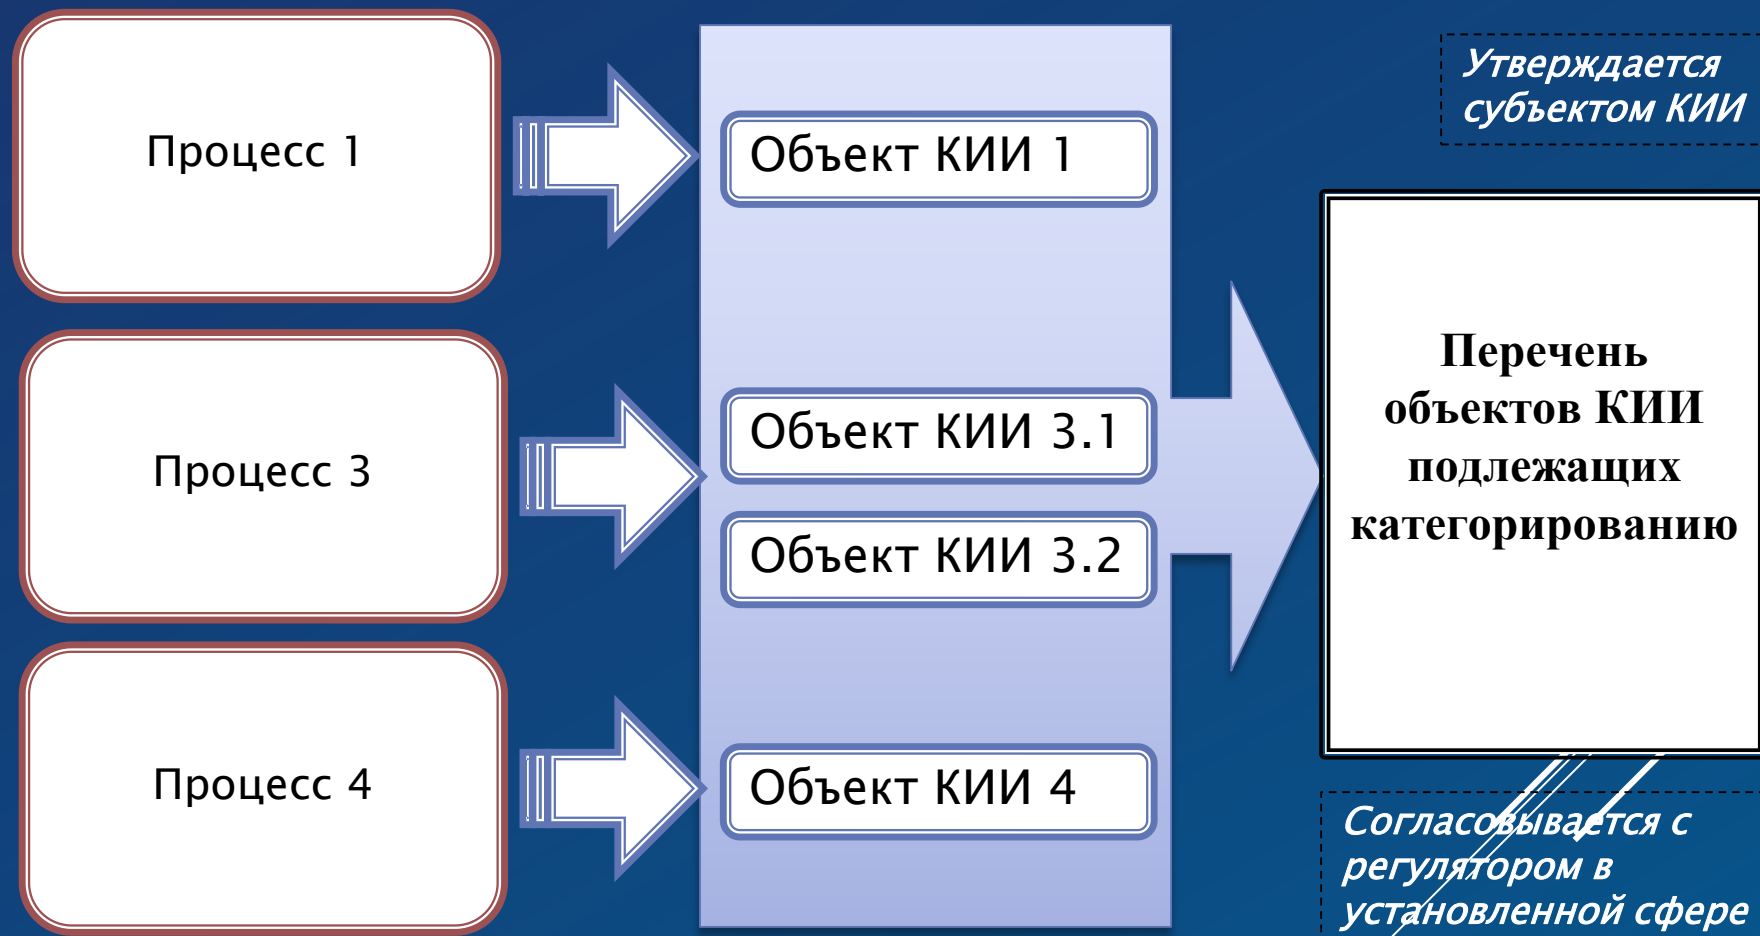 Процесс 1
Объект КИИ 1
Утверждается
субъектом КИИ
Процесс 3
Объект КИИ 3.1
Объект КИИ 3.2
Перечень
объектов КИИ
подлежащих
категорированию
Процесс 4
Объект КИИ 4
Согласовывается с
регулятором в
установленной сфере